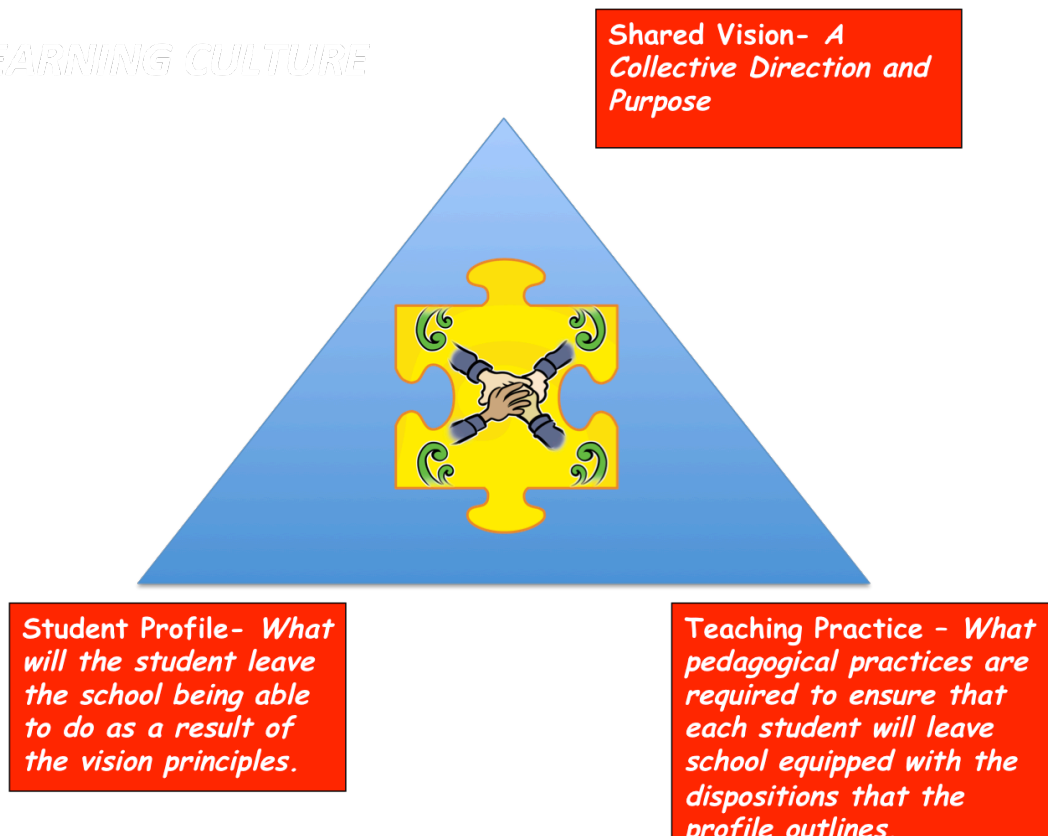 EARNING CULTURE
Shared Vision- A
Collective Direction and
Purpose
Student Profile- What
will the student leave
the school being able
to do as a result of
the vision principles.
Teaching Practice – What
pedagogical practices are
required to ensure that
each student will leave
school equipped with the
dispositions that the
profile outlines